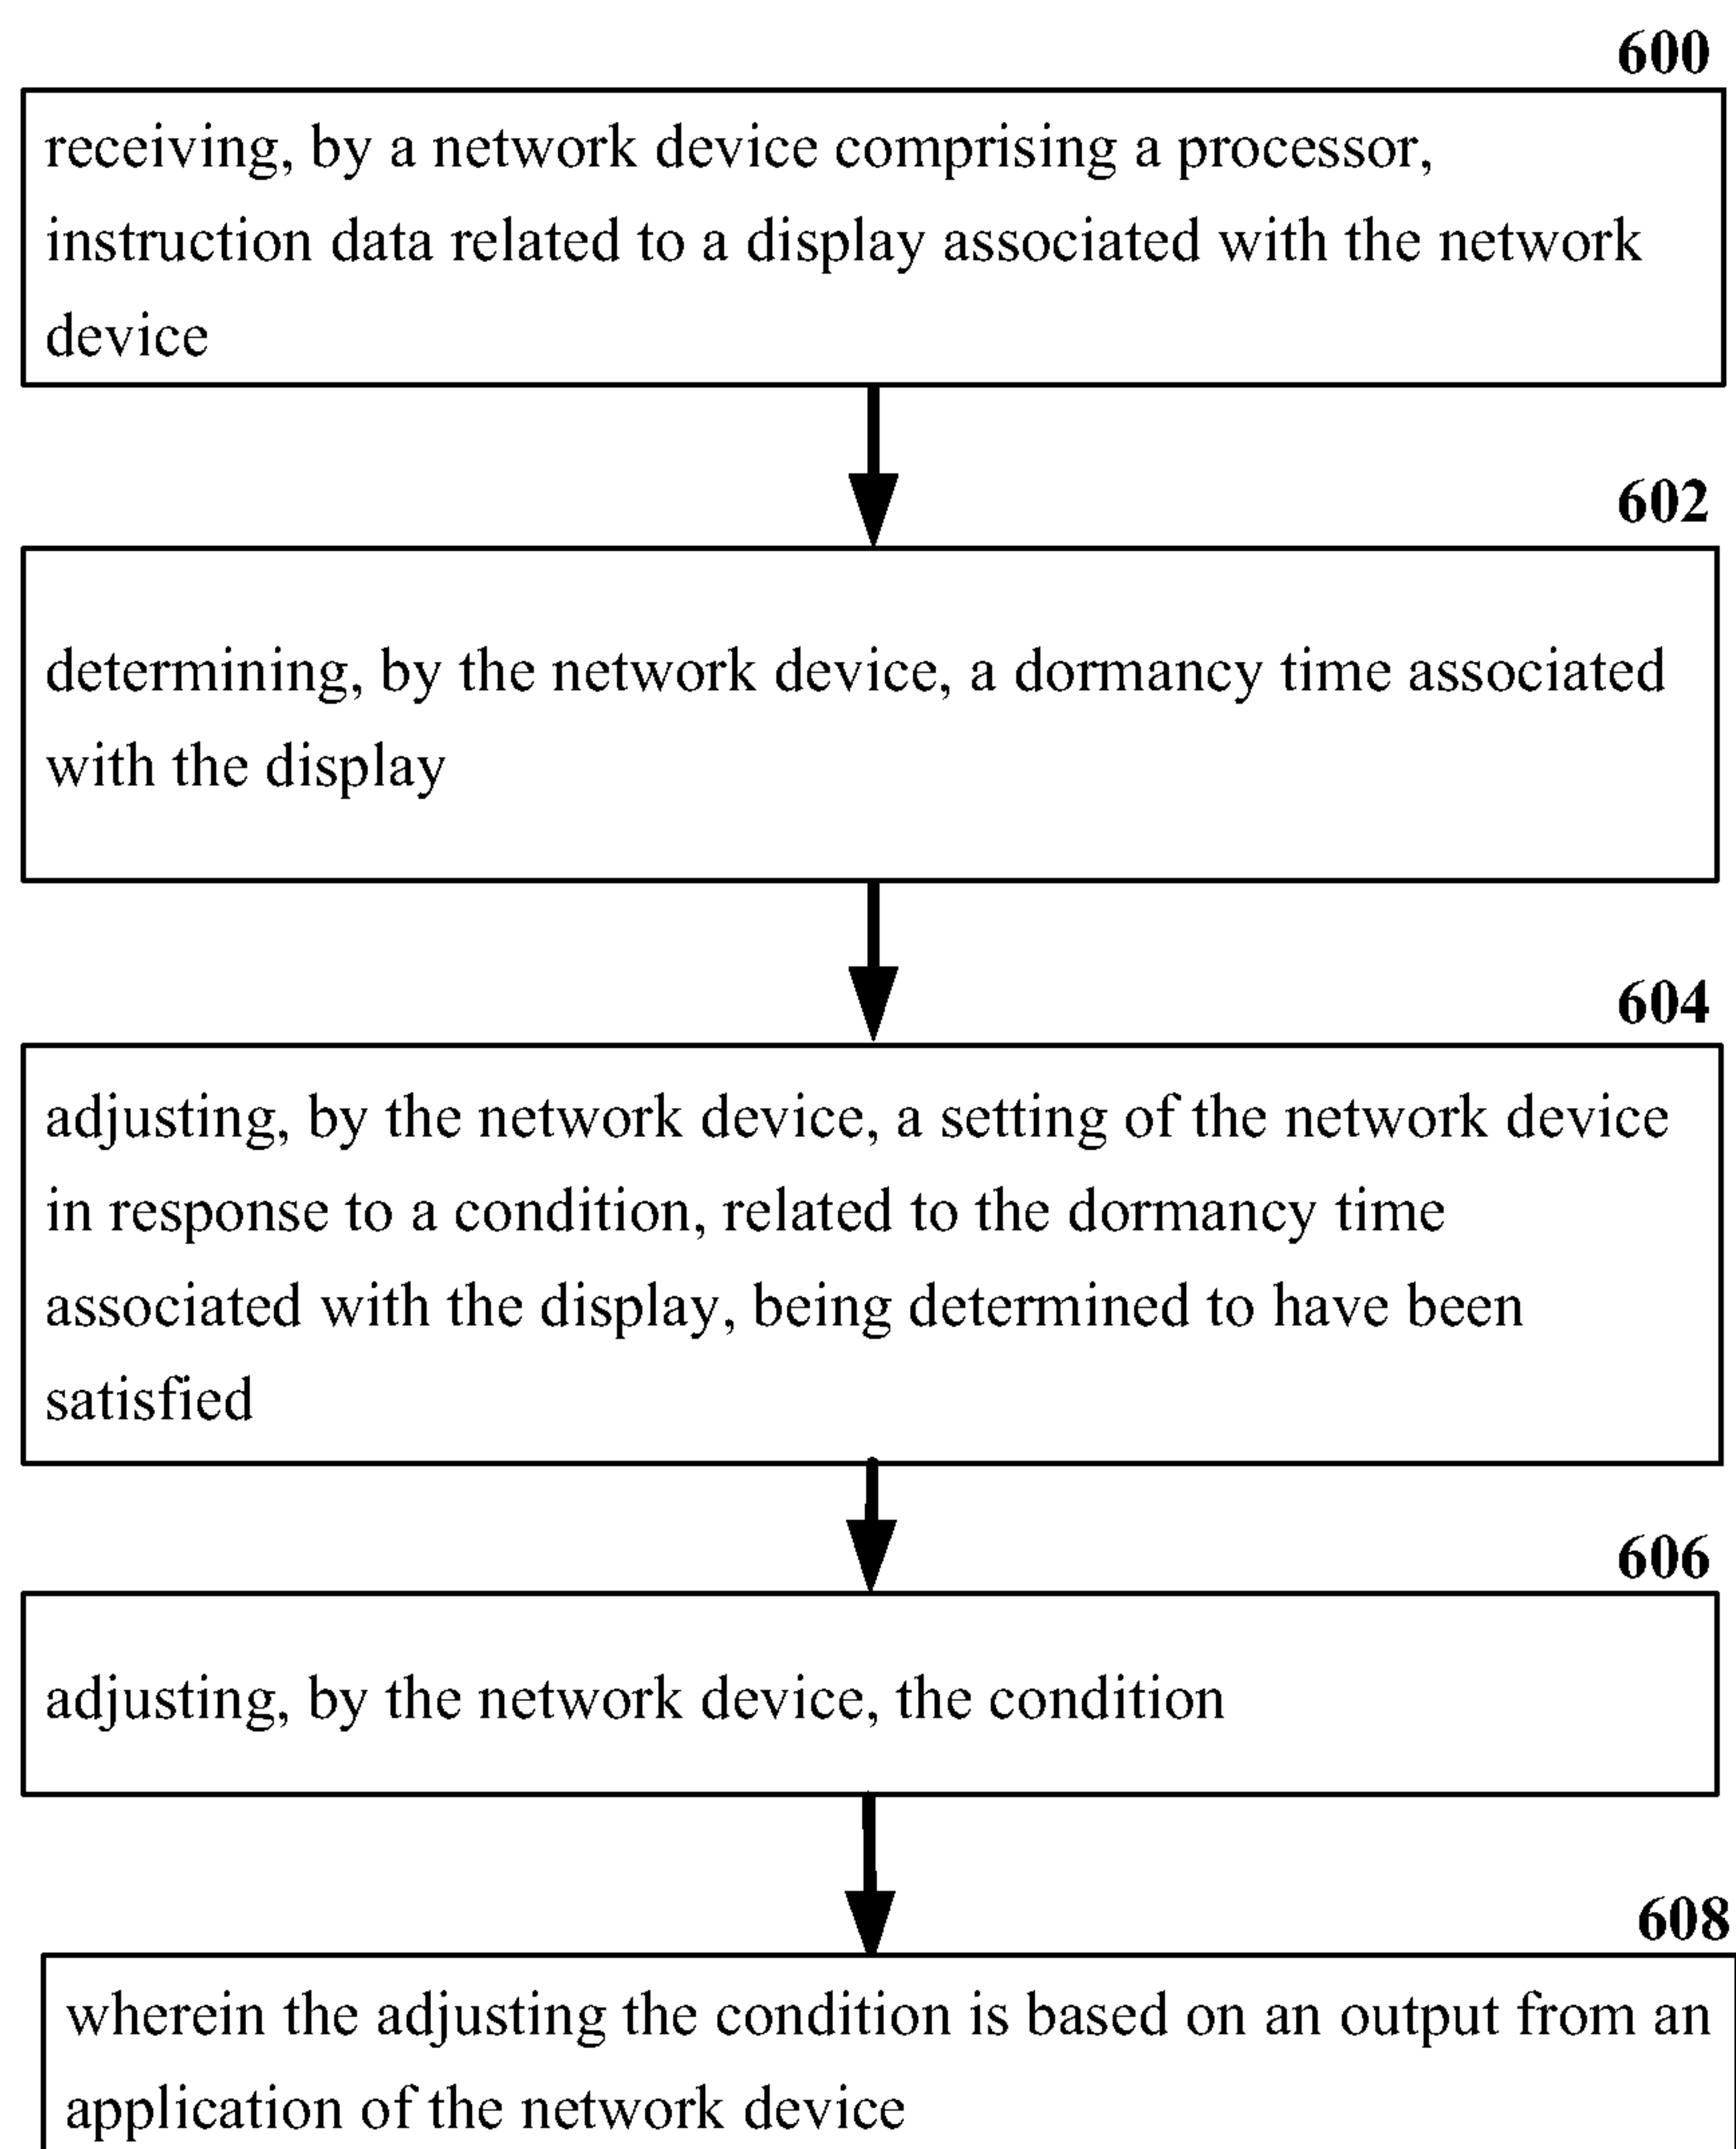 600
receiving, by a network device comprising a processor,
instruction data related to a display associated with the network
device
602
determining, by the network device, a dormancy time associated
with the display
604
adjusting, by the network device, a setting of the network device
in response to a condition, related to the dormancy time
associated with the display, being determined to have been
satisfied
606
adjusting, by the network device, the condition
608
wherein the adjusting the condition is based on an output from an
application of the network device